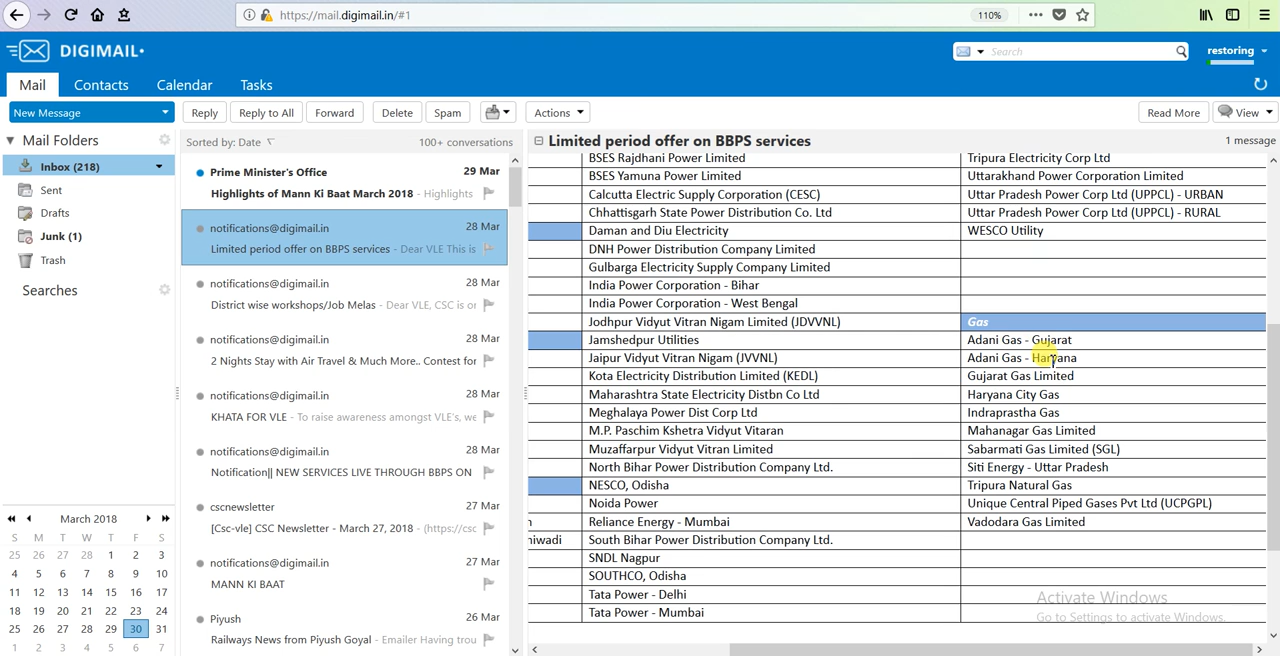 https://mail.digimail.in/#1
110%
DIGIMAIL
Search
restoring
Mail Contacts Calendar Tasks
New Message Reply Reply to All Forward Delete Spam Actions Read More View
Mail Folders
Inbox (218)
Sent
Drafts
Junk (1)
Trash
Searches
March 2018
S M T W T F S
25 26 27 28 1 2 3
4 5 6 7 8 9 10
11 12 13 14 15 16 17
18 19 20 21 22 23 24
25 26 27 28 29 30 31
1 2 3 4 5 6 7
Sorted by: Date 100+ conversations
Prime Minister's Office 29 Mar
Highlights of Mann Ki Baat March 2018 - Highlights
notifications@digimail.in 28 Mar
Limited period offer on BBPS services - Dear VLE This is
notifications@digimail.in 28 Mar
District wise workshops/Job Melas - Dear VLE, CSC is or
notifications@digimail.in 28 Mar
2 Nights Stay with Air Travel & Much More.. Contest for
notifications@digimail.in 28 Mar
KHATA FOR VLE - To raise awareness amongst VLE's, we
notifications@digimail.in 28 Mar
Notification|| NEW SERVICES LIVE THROUGH BBPS ON
cscnewsletter 27 Mar
[Csc-vle] CSC Newsletter - March 27, 2018 - (https://csc
notifications@digimail.in 27 Mar
MANN KI BAAT
Piyush 26 Mar
Railways News from Piyush Goyal - Emailer Having trou
Limited period offer on BBPS services 1 message
BSES Rajdhani Power Limited Tripura Electricity Corp Ltd
BSES Yamuna Power Limited Uttarakhand Power Corporation Limited
Calcutta Electric Supply Corporation (CESC) Uttar Pradesh Power Corp Ltd (UPPCL) - URBAN
Chhattisgarh State Power Distribution Co. Ltd Uttar Pradesh Power Corp Ltd (UPPCL) - RURAL
Daman and Diu Electricity WESCO Utility
DNH Power Distribution Company Limited
Gulbarga Electricity Supply Company Limited
India Power Corporation - Bihar
India Power Corporation - West Bengal
Jodhpur Vidyut Vitran Nigam Limited (JDVVNL) Gas
Jamshedpur Utilities Adani Gas - Gujarat
Jaipur Vidyut Vitran Nigam (JVVNL) Adani Gas - Haryana
Kota Electricity Distribution Limited (KEDL) Gujarat Gas Limited
Maharashtra State Electricity Distbn Co Ltd Haryana City Gas
Meghalaya Power Dist Corp Ltd Indraprastha Gas
M.P. Paschim Kshetra Vidyut Vitaran Mahanagar Gas Limited
Muzaffarpur Vidyut Vitran Limited Sabarmati Gas Limited (SGL)
North Bihar Power Distribution Company Ltd. Siti Energy - Uttar Pradesh
NESCO, Odisha Tripura Natural Gas
Noida Power Unique Central Piped Gases Pvt Ltd (UCPGPL)
Reliance Energy - Mumbai Vadodara Gas Limited
niwadi South Bihar Power Distribution Company Ltd.
SNDL Nagpur
SOUTHCO, Odisha
Tata Power - Delhi
Tata Power - Mumbai
Activate Windows
Go to Settings to activate Windows.